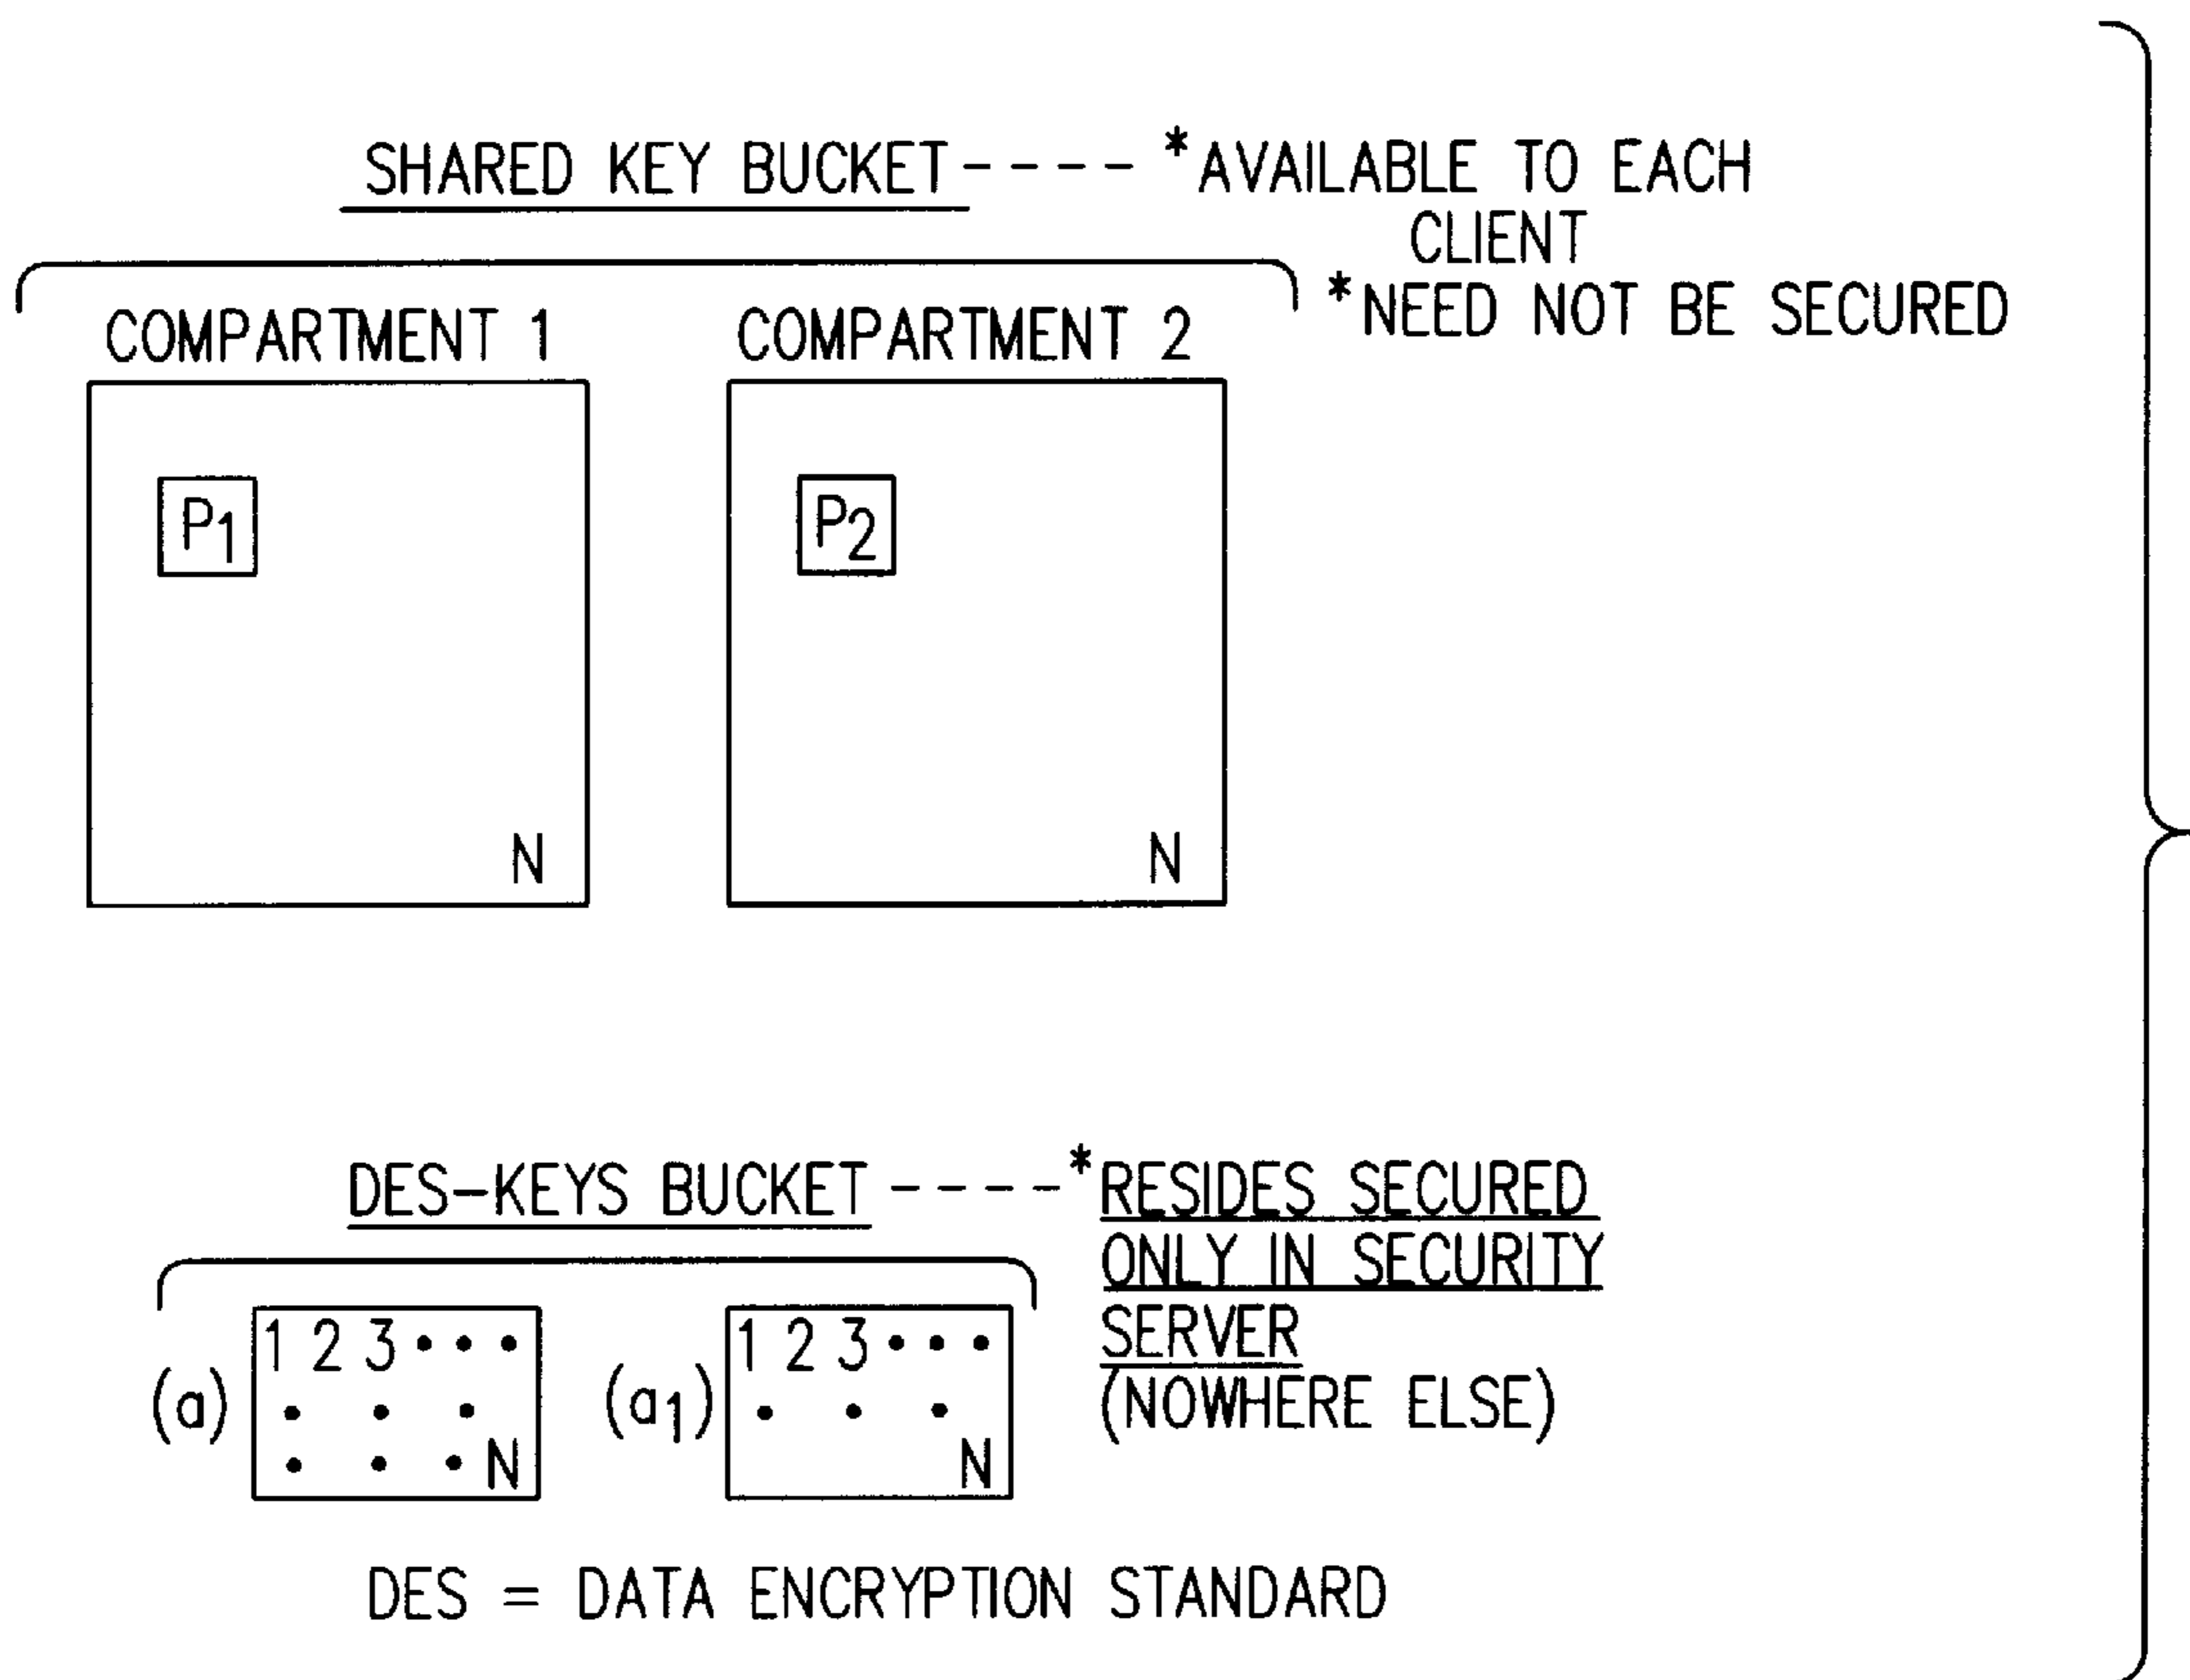 SHARED KEY BUCKET - - - - *AVAILABLE TO EACH
CLIENT
*NEED NOT BE SECURED
COMPARTMENT 1
COMPARTMENT 2
P1
P2
N
N
DES-KEYS BUCKET - - - - *RESIDES SECURED
ONLY IN SECURITY
SERVER
(NOWHERE ELSE)
(a)
1 2 3 • • •
• • •
• • • N
(a1)
1 2 3 • • •
• • •
N
DES = DATA ENCRYPTION STANDARD